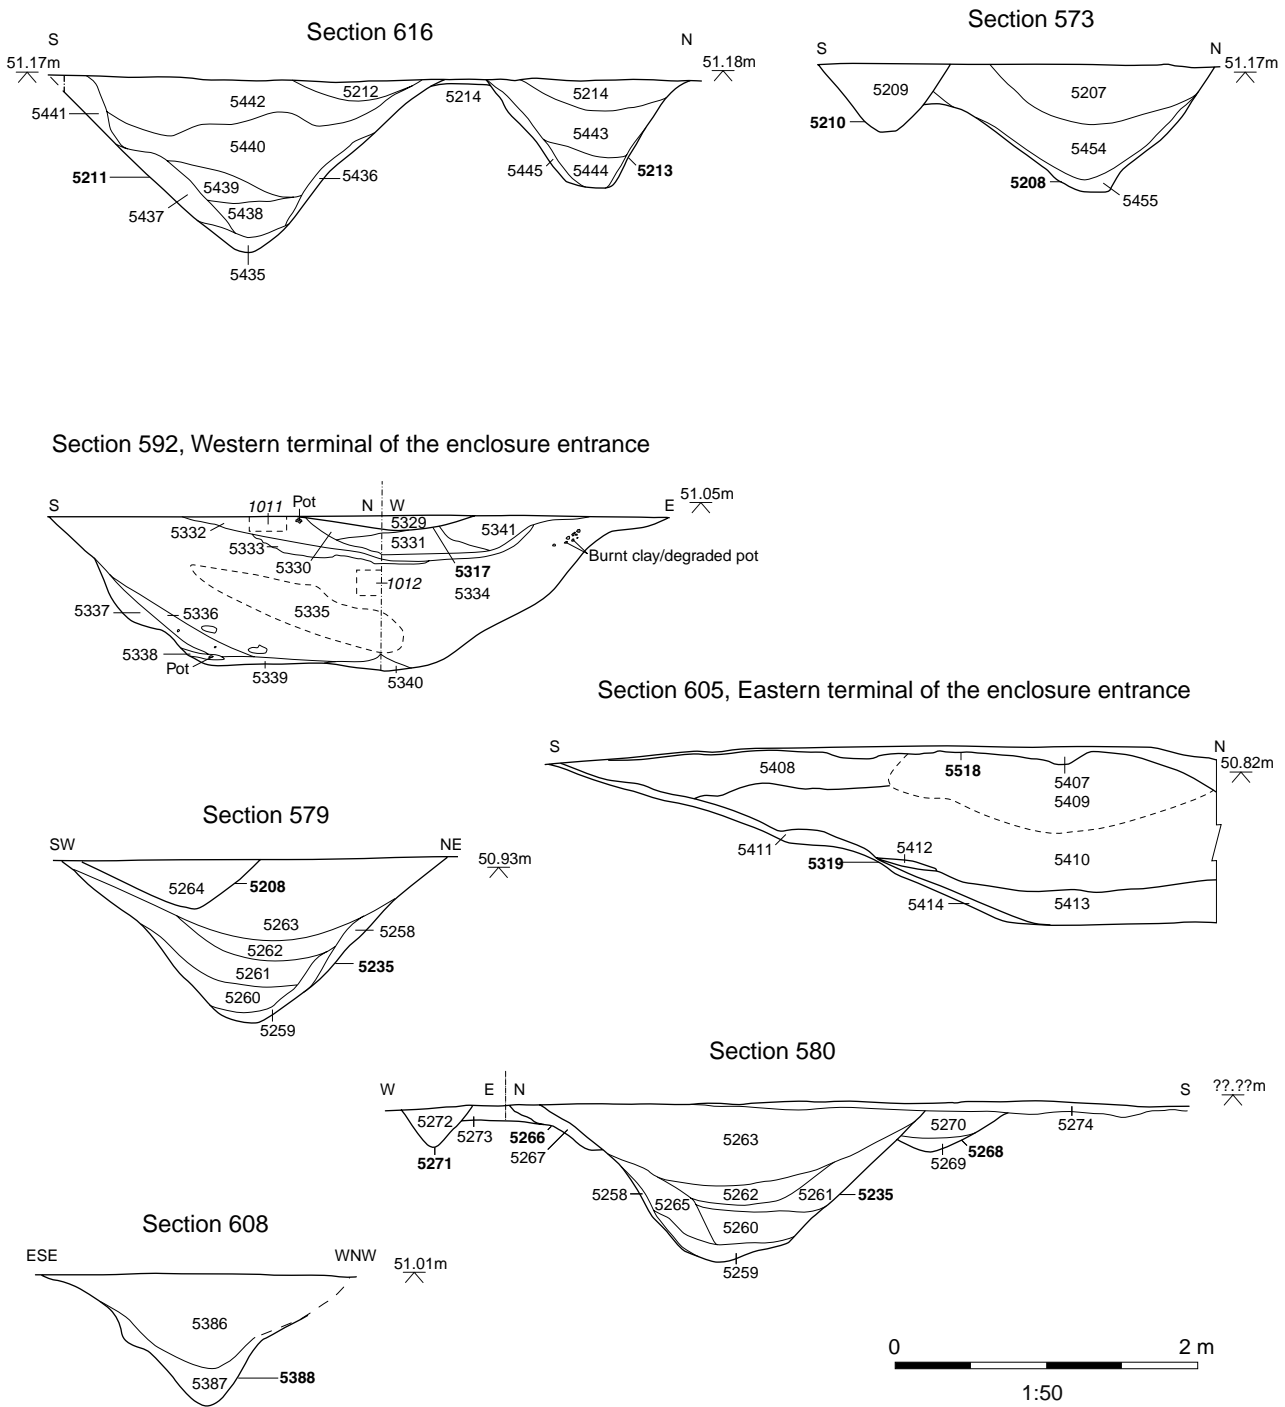 Section 616
S
N
51.17m
51.18m
5212
5442
5214
5214
5441
5443
5440
5211
5436
5445
5444
5213
5439
5437
5438
5435
Section 573
S
N
51.17m
5209
5207
5210
5454
5208
5455
Section 592, Western terminal of the enclosure entrance
S
1011
Pot
N
W
E
51.05m
5332
5329
5341
5333
5331
5330
5317
Burnt clay/degraded pot
1012
5334
5337
5336
5335
5338
Pot
5339
5340
Section 605, Eastern terminal of the enclosure entrance
S
N
50.82m
5408
5518
5407
5409
5411
5412
5319
5410
5414
5413
Section 579
SW
NE
50.93m
5264
5208
5263
5258
5262
5235
5261
5260
5259
Section 580
W
E
N
S
??.??m
5272
5273
5266
5267
5271
5263
5270
5274
5268
5269
5258
5265
5262
5261
5235
5260
5259
Section 608
ESE
WNW
51.01m
5386
5387
5388
0
2 m
1:50